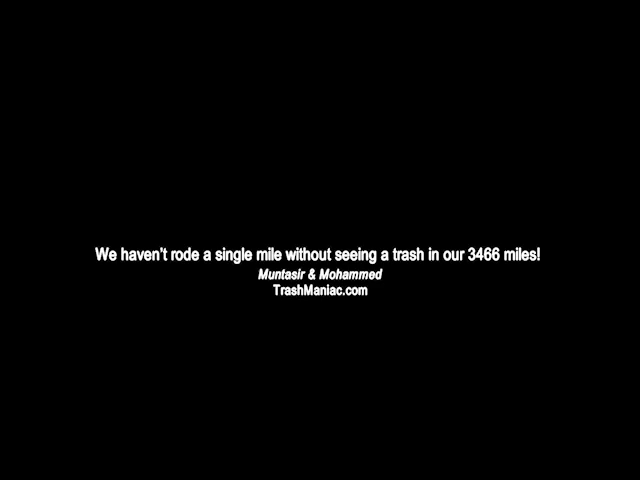 We haven't rode a single mile without seeing a trash in our 3466 miles!
Muntasir & Mohammed
TrashManiac.com